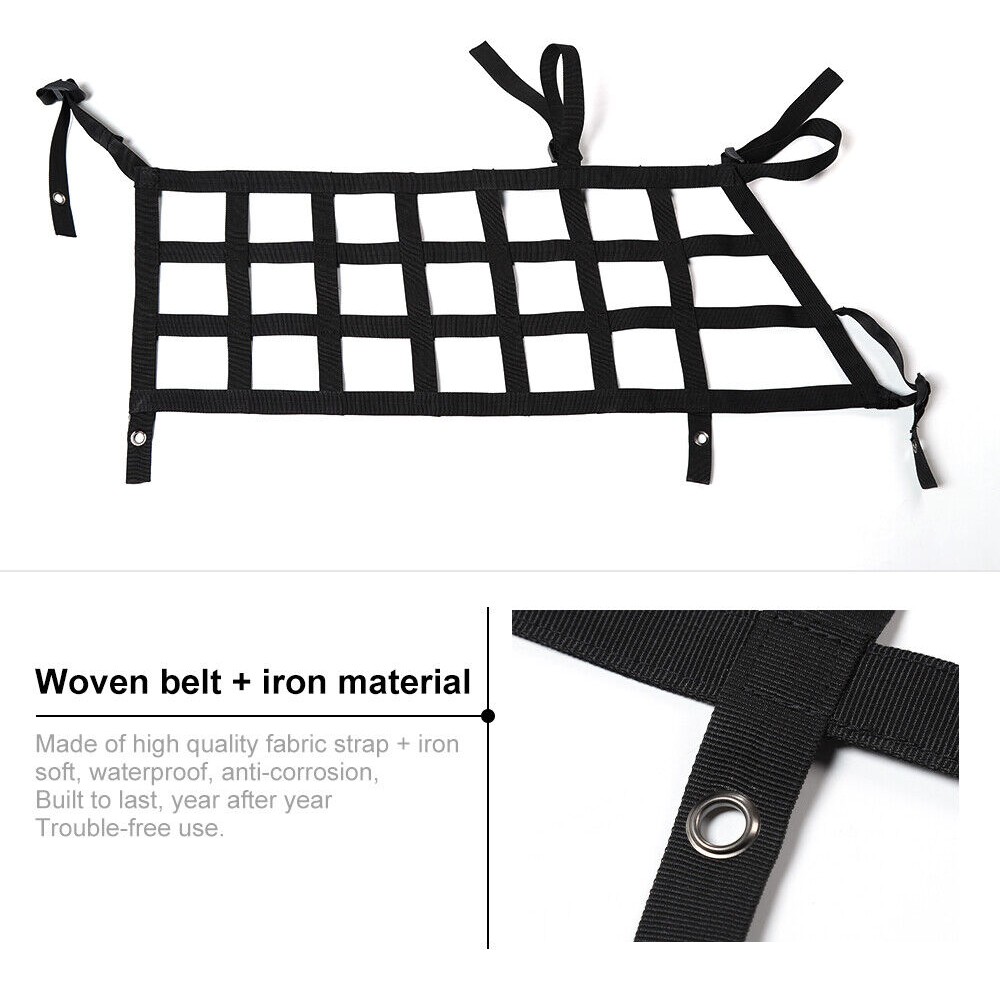 Woven belt + iron material
Made of high quality fabric strap + iron
soft, waterproof, anti-corrosion,
Built to last, year after year
Trouble-free use.